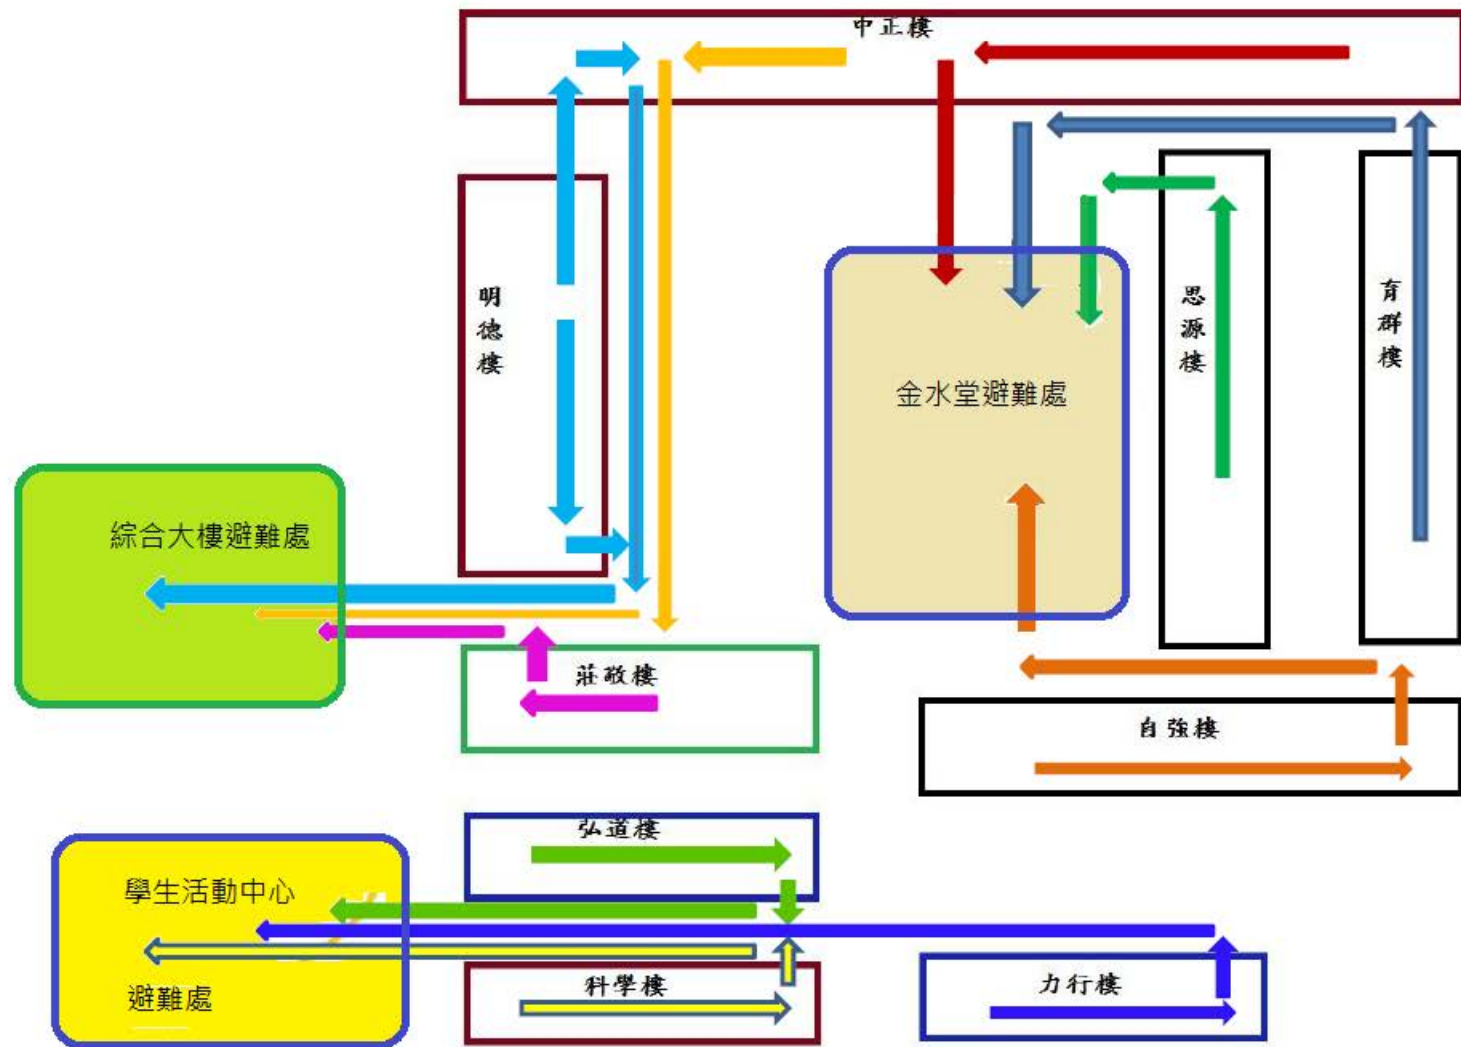 中正樓
明德樓
思源樓
育群樓
金水堂避難處
綜合大樓避難處
莊敬樓
自強樓
弘道樓
學生活動中心
避難處
科學樓
力行樓